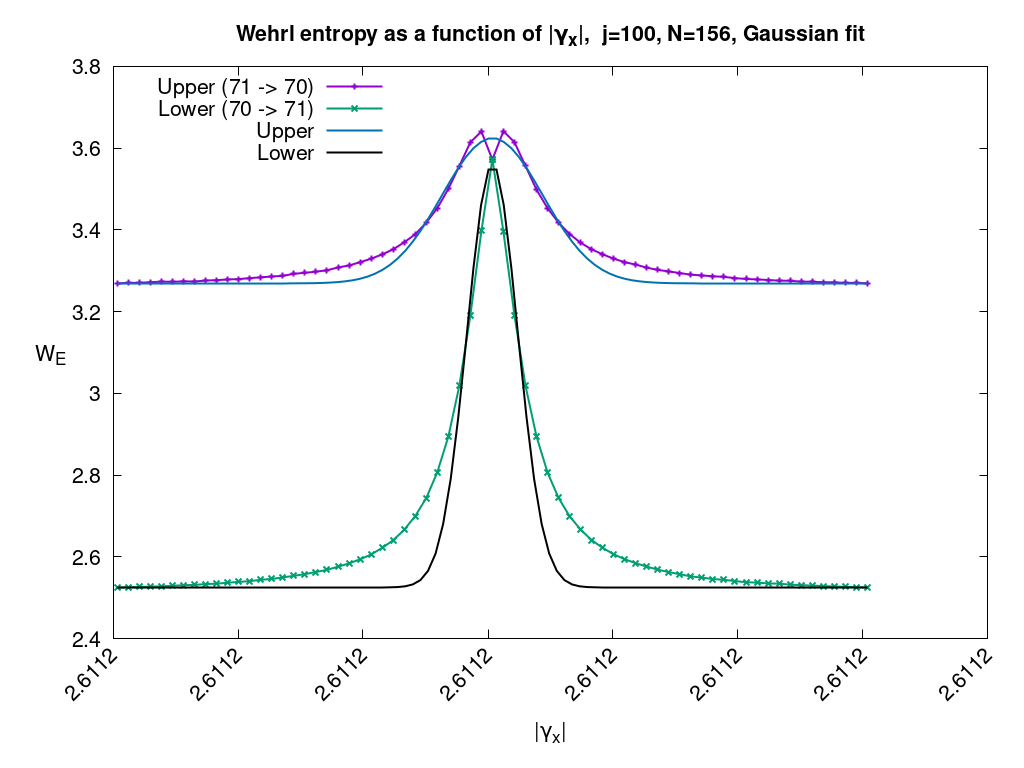 Wehrl entropy as a function of |γx|,  j=100, N=156, Gaussian fit
3.8
3.6
3.4
3.2
3
2.8
2.6
2.4
WE
Upper (71 -> 70)
Lower (70 -> 71)
Upper
Lower
2.6112
2.6112
2.6112
2.6112
2.6112
2.6112
2.6112
2.6112
|γx|